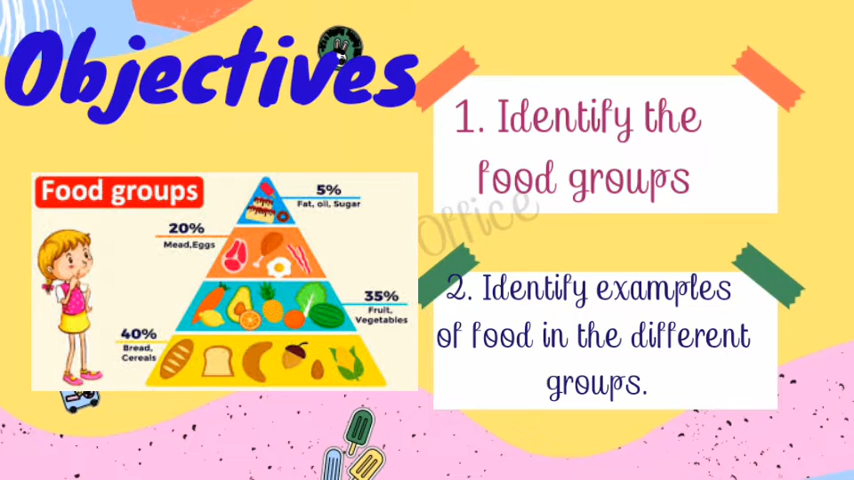 Objectives
Food groups
5%
Fat, oil, Sugar
20%
Mead,Eggs
35%
Fruit,
Vegetables
40%
Bread,
Cereals
1. Identify the
food groups
2. Identify examples
of food in the different
groups.
Office